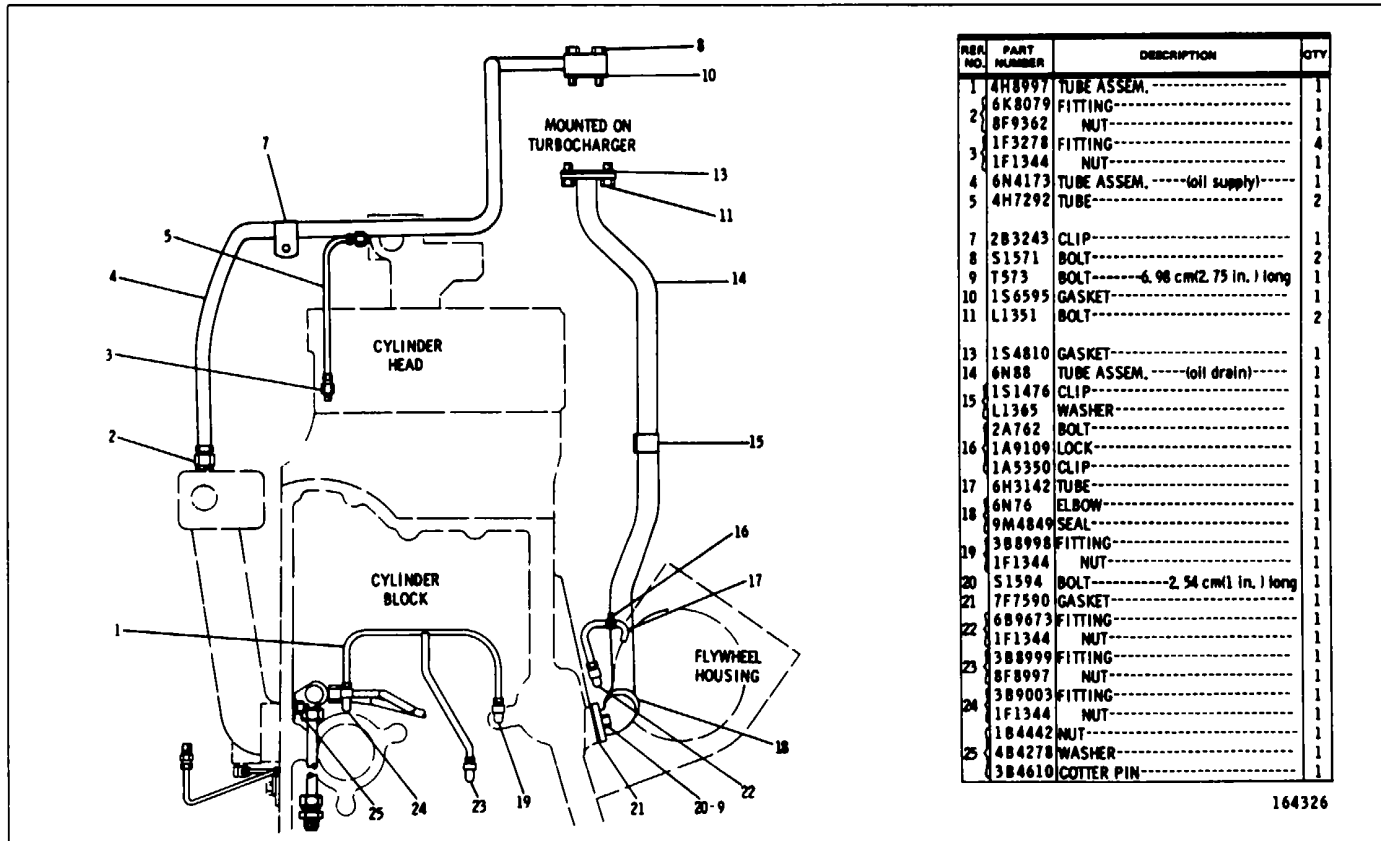 8
10
MOUNTED ON
TURBOCHARGER
13
11
7
5
4
14
3
CYLINDER
HEAD
2
15
16
17
CYLINDER
BLOCK
1
FLYWHEEL
HOUSING
18
25
24
23
19
21
20-9
22
REF. NO. PART NUMBER DESCRIPTION QTY
1 4H8997 TUBE ASSEM. 1
2 6K8079 FITTING 1
8F9362 NUT 1
3 1F3278 FITTING 4
1F1344 NUT 1
4 6N4173 TUBE ASSEM. (oil supply) 1
5 4H7292 TUBE 2
7 2B3243 CLIP 1
8 S1571 BOLT 2
9 T573 BOLT 6.98 cm(2.75 in.) long 1
10 1S6595 GASKET 1
11 L1351 BOLT 2
13 1S4810 GASKET 1
14 6N88 TUBE ASSEM. (oil drain) 1
15 1S1476 CLIP 1
L1365 WASHER 1
16 2A762 BOLT 1
1A9109 LOCK 1
1A5350 CLIP 1
17 6H3142 TUBE 1
18 6N76 ELBOW 1
9M4849 SEAL 1
19 3B8998 FITTING 1
1F1344 NUT 1
20 S1594 BOLT 2.54 cm(1 in.) long 1
21 7F7590 GASKET 1
22 6B9673 FITTING 1
1F1344 NUT 1
23 3B8999 FITTING 1
8F8997 NUT 1
24 3B9003 FITTING 1
1F1344 NUT 1
25 1B4442 NUT 1
4B4278 WASHER 1
3B4610 COTTER PIN 1
164326